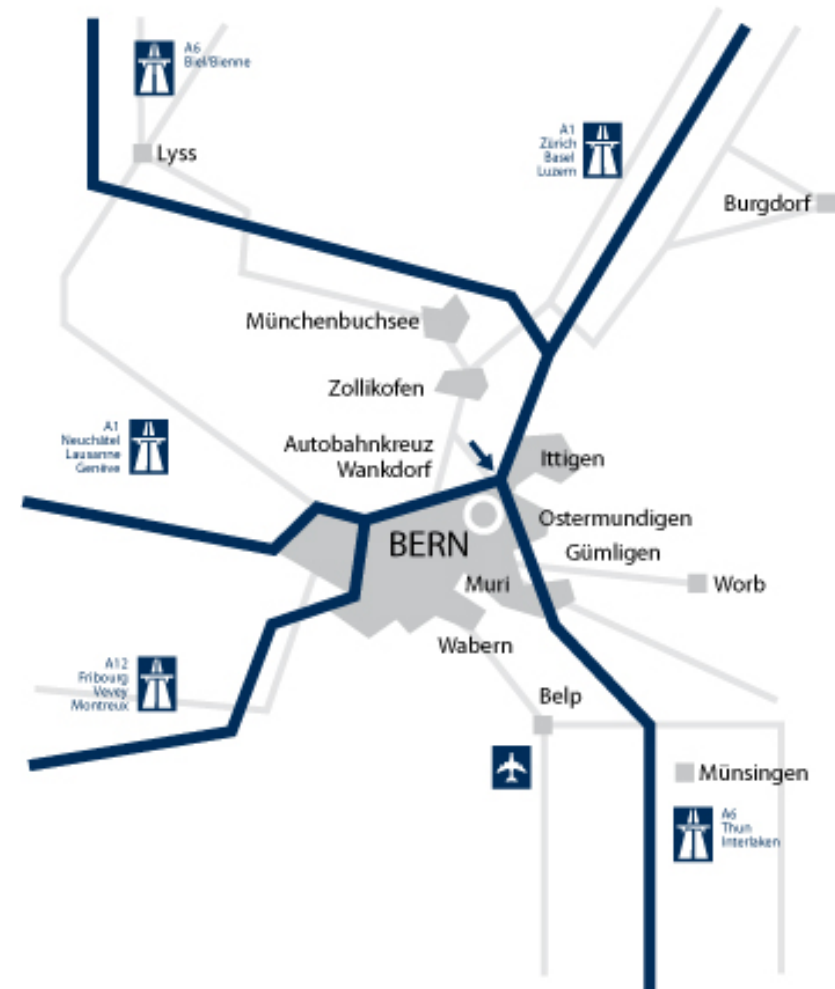 A6
Biel/Bienne
Lyss
A1
Zürich
Basel
Luzern
Burgdorf
Münchenbuchsee
Zollikofen
A1
Neuchâtel
Lausanne
Genève
Autobahnkreuz
Wankdorf
Ittigen
Ostermundigen
BERN
Gümligen
Muri
Worb
Wabern
A12
Fribourg
Vevey
Montreux
Belp
Münsingen
A6
Thun
Interlaken